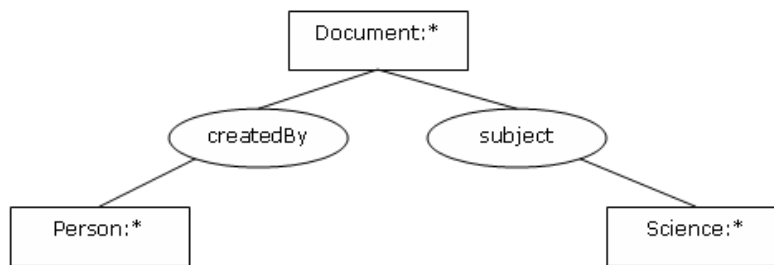 Document:*
createdBy
subject
Person:*
Science:*